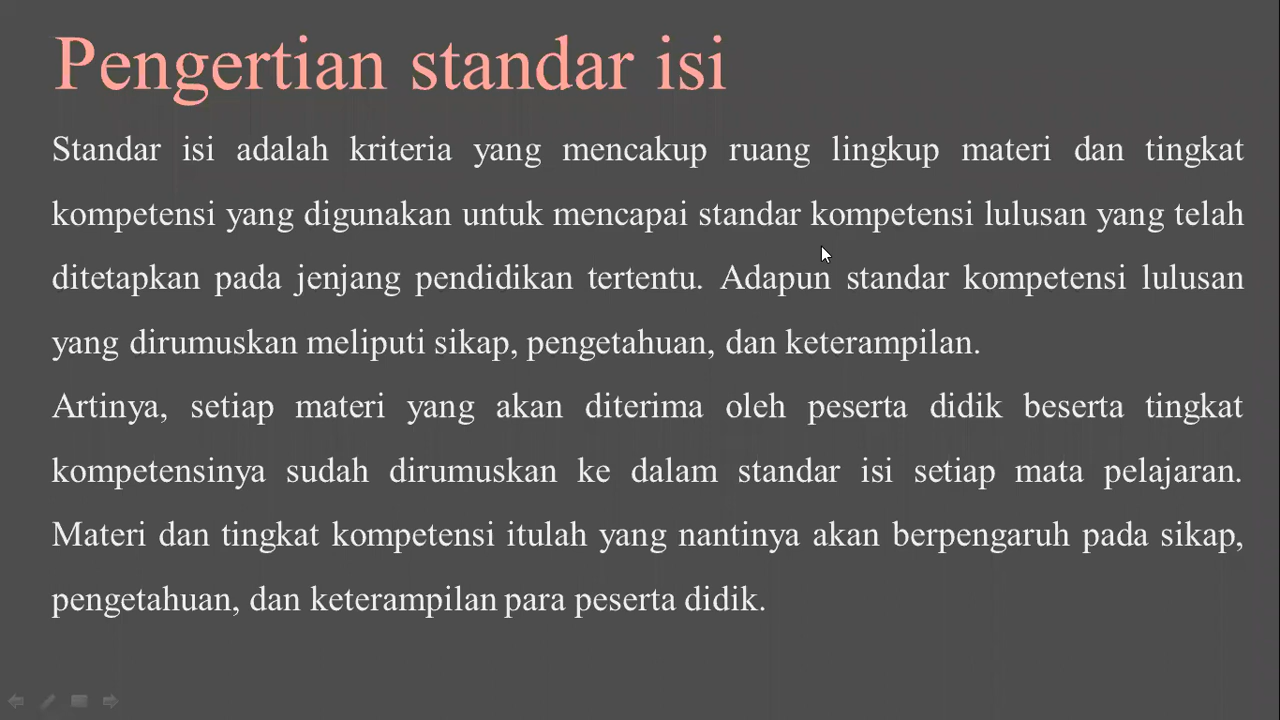 Pengertian standar isi
Standar isi adalah kriteria yang mencakup ruang lingkup materi dan tingkat
kompetensi yang digunakan untuk mencapai standar kompetensi lulusan yang telah
ditetapkan pada jenjang pendidikan tertentu. Adapun standar kompetensi lulusan
yang dirumuskan meliputi sikap, pengetahuan, dan keterampilan.
Artinya, setiap materi yang akan diterima oleh peserta didik beserta tingkat
kompetensinya sudah dirumuskan ke dalam standar isi setiap mata pelajaran.
Materi dan tingkat kompetensi itulah yang nantinya akan berpengaruh pada sikap,
pengetahuan, dan keterampilan para peserta didik.